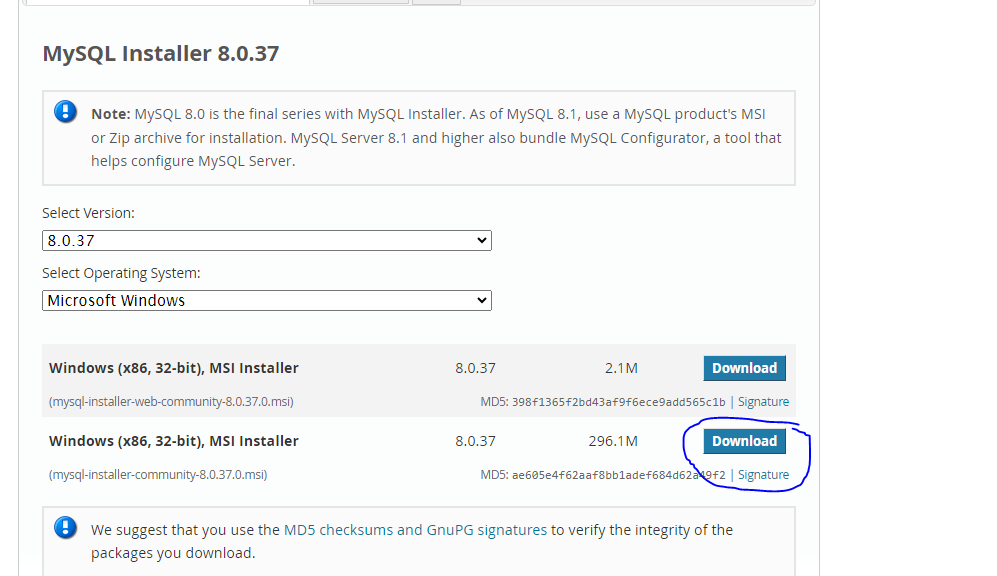 MySQL Installer 8.0.37
Note: MySQL 8.0 is the final series with MySQL Installer. As of MySQL 8.1, use a MySQL product's MSI
or Zip archive for installation. MySQL Server 8.1 and higher also bundle MySQL Configurator, a tool that
helps configure MySQL Server.
Select Version:
8.0.37
Select Operating System:
Microsoft Windows
Windows (x86, 32-bit), MSI Installer 8.0.37 2.1M Download
(mysql-installer-web-community-8.0.37.0.msi) MD5: 398f1365f2bd43af9f6ece9add565c1b | Signature
Windows (x86, 32-bit), MSI Installer 8.0.37 296.1M Download
(mysql-installer-community-8.0.37.0.msi) MD5: ae605e4f62aaf8bb1adef684d62a49f2 | Signature
We suggest that you use the MD5 checksums and GnuPG signatures to verify the integrity of the
packages you download.